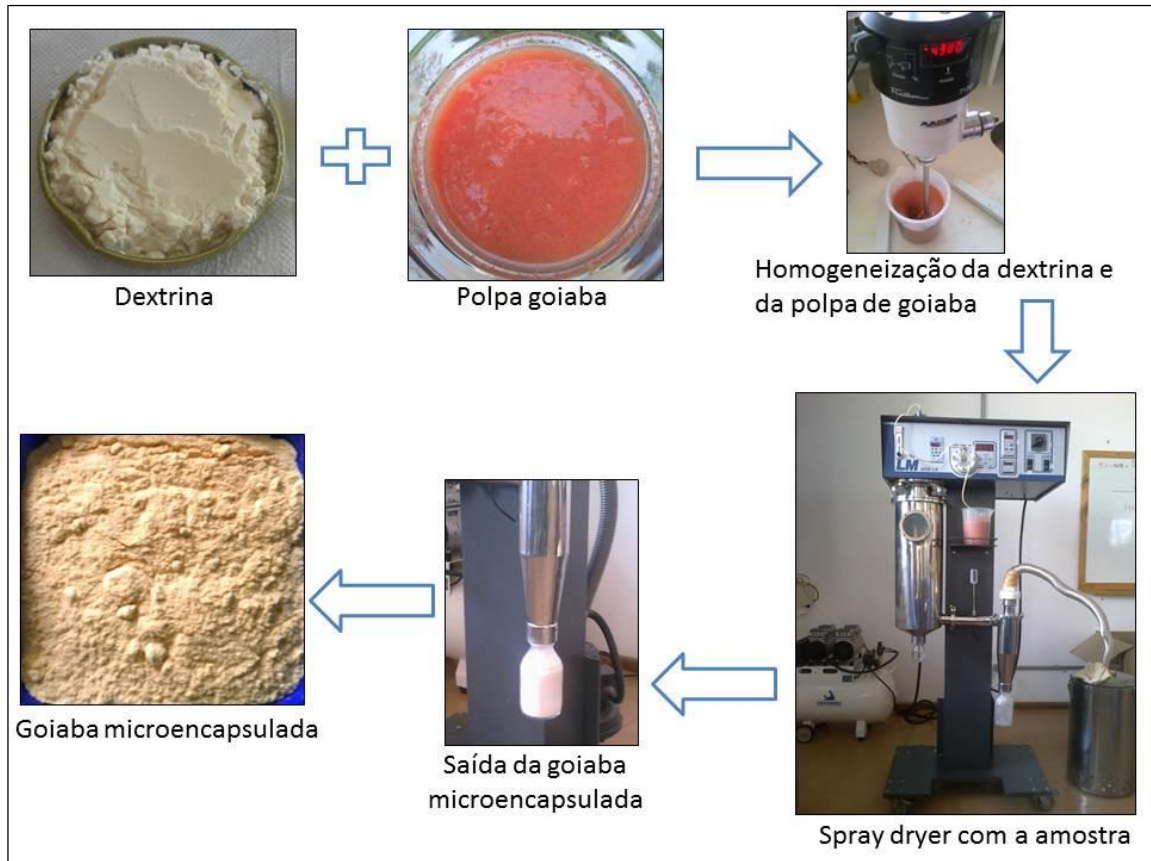 Dextrina
Polpa goiaba
Homogeneização da dextrina e
da polpa de goiaba
Goiaba microencapsulada
Saída da goiaba
microencapsulada
LM
Spray dryer com a amostra